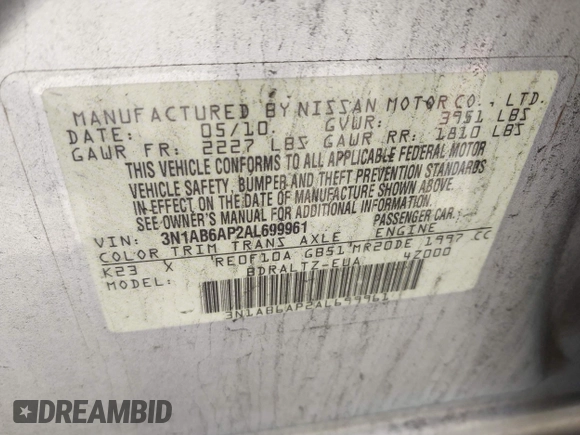 MANUFACTURED BY NISSAN MOTOR CO., LTD.
DATE: 05/10. GVWR: 3951 LBS
GAWR FR: 2227 LBS GAWR RR: 1810 LBS
THIS VEHICLE CONFORMS TO ALL APPLICABLE FEDERAL MOTOR
VEHICLE SAFETY, BUMPER AND THEFT PREVENTION STANDARDS
IN EFFECT ON THE DATE OF MANUFACTURE SHOWN ABOVE.
SEE OWNER'S MANUAL FOR ADDITIONAL INFORMATION.
VIN: 3N1AB6AP2AL699961 PASSENGER CAR
COLOR TRIM TRANS AXLE ENGINE
K23 X RE0F10A GB51 MR20DE 1997 CC
MODEL: BDRALTZ-EUA 4Z000
3N1AB6AP2AL699961
DREAMBID